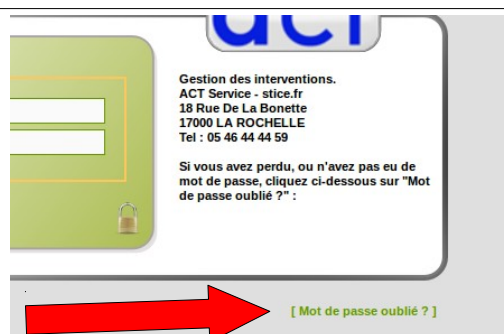 act
Gestion des interventions.
ACT Service - stice.fr
18 Rue De La Bonette
17000 LA ROCHELLE
Tel : 05 46 44 44 59
Si vous avez perdu, ou n'avez pas eu de
mot de passe, cliquez ci-dessous sur "Mot
de passe oublié ?" :
[ Mot de passe oublié ? ]